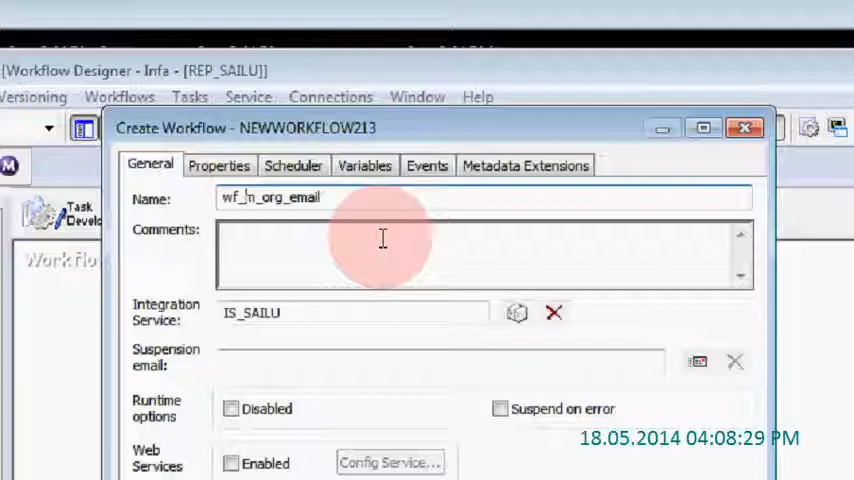 [Workflow Designer - Infa - [REP_SAILU]]
Versioning Workflows Tasks Service Connections Window Help
Create Workflow - NEWWORKFLOW213
General Properties Scheduler Variables Events Metadata Extensions
Task
Name: wf_m_org_email
Comments:
Integration
Service: IS_SAILU
Suspension
email:
Runtime
options
Disabled
Suspend on error
18.05.2014 04:08:29 PM
Web
Services
Enabled
Config Service...